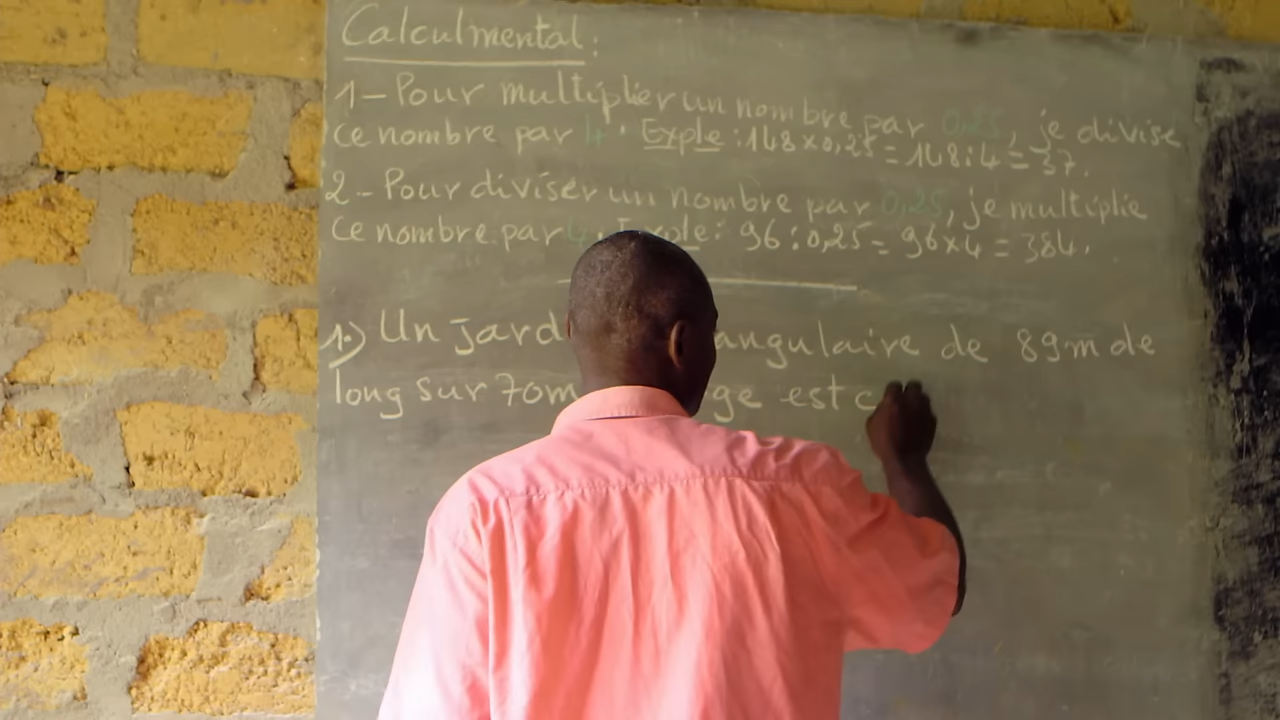 Calcul mental :
1 - Pour multiplier un nombre par 0,25, je divise
ce nombre par 4. Exple : 148 x 0,25 = 148 : 4 = 37.
2 - Pour diviser un nombre par 0,25, je multiplie
ce nombre par 4. Exple : 96 : 0,25 = 96 x 4 = 384.
1.) Un jard angulaire de 89m de
long sur 70m ge est c